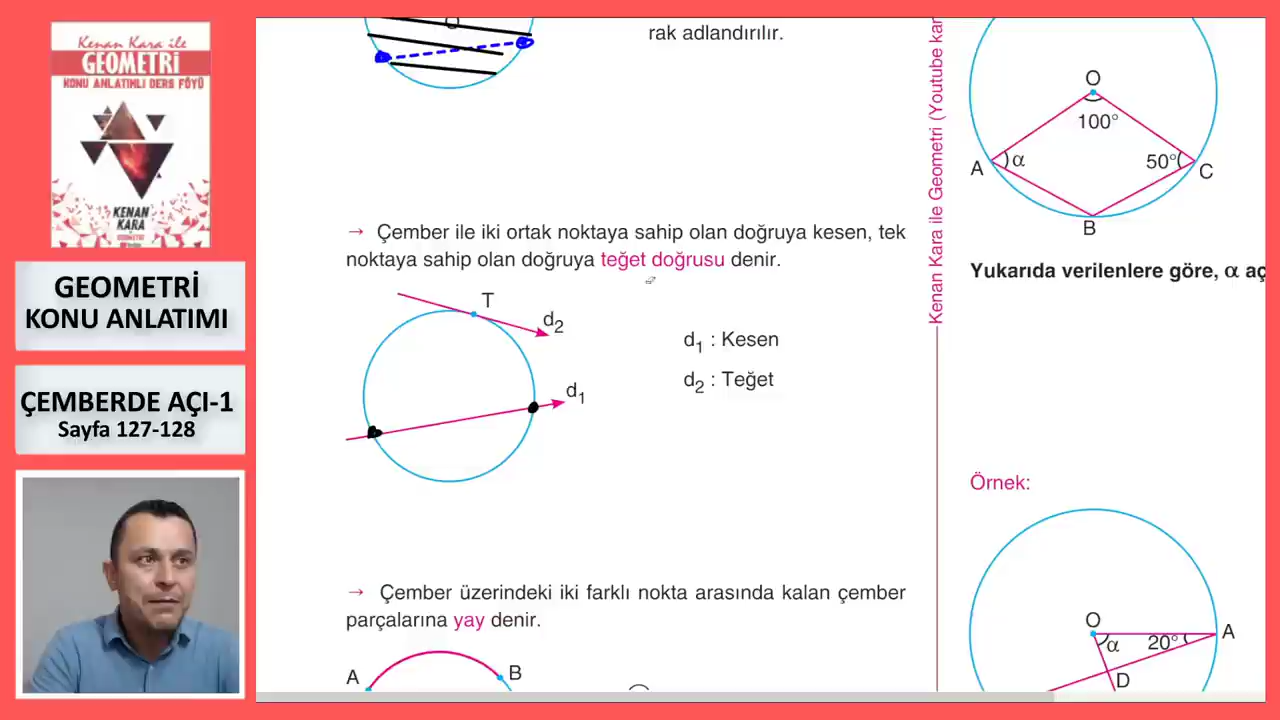 Kenan Kara ile
GEOMETRİ
KONU ANLATIMLI DERS FÖYÜ
KENAN
KARA
GEOMETRİ
KONU ANLATIMI
ÇEMBERDE AÇI-1
Sayfa 127-128
rak adlandırılır.
→ Çember ile iki ortak noktaya sahip olan doğruya kesen, tek
noktaya sahip olan doğruya teğet doğrusu denir.
T
d2
d1
d1 : Kesen
d2 : Teğet
→ Çember üzerindeki iki farklı nokta arasında kalan çember
parçalarına yay denir.
A
B
Kenan Kara ile Geometri (Youtube kar
O
100°
A
α
50°
C
B
Yukarıda verilenlere göre, α aç
Örnek:
O
α
20°
A
D